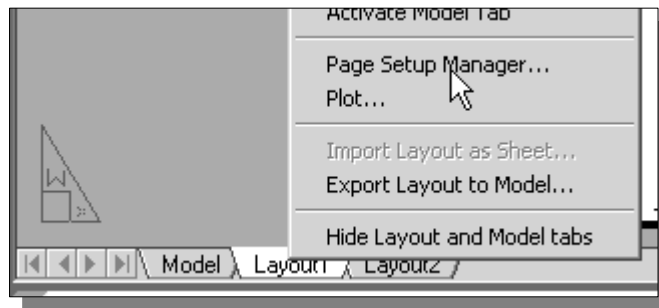 Activate Model Tab
Page Setup Manager...
Plot...
Import Layout as Sheet...
Export Layout to Model...
Hide Layout and Model tabs
Model Layout1 Layout2